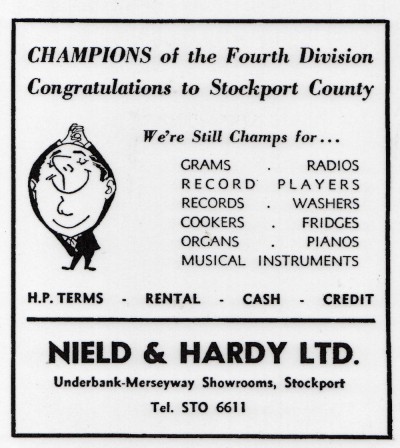 CHAMPIONS of the Fourth Division
Congratulations to Stockport County
We're Still Champs for...
GRAMS . RADIOS
RECORD PLAYERS
RECORDS . WASHERS
COOKERS . FRIDGES
ORGANS . PIANOS
MUSICAL INSTRUMENTS
H.P. TERMS - RENTAL - CASH - CREDIT
NIELD & HARDY LTD.
Underbank-Merseyway Showrooms, Stockport
Tel. STO 6611